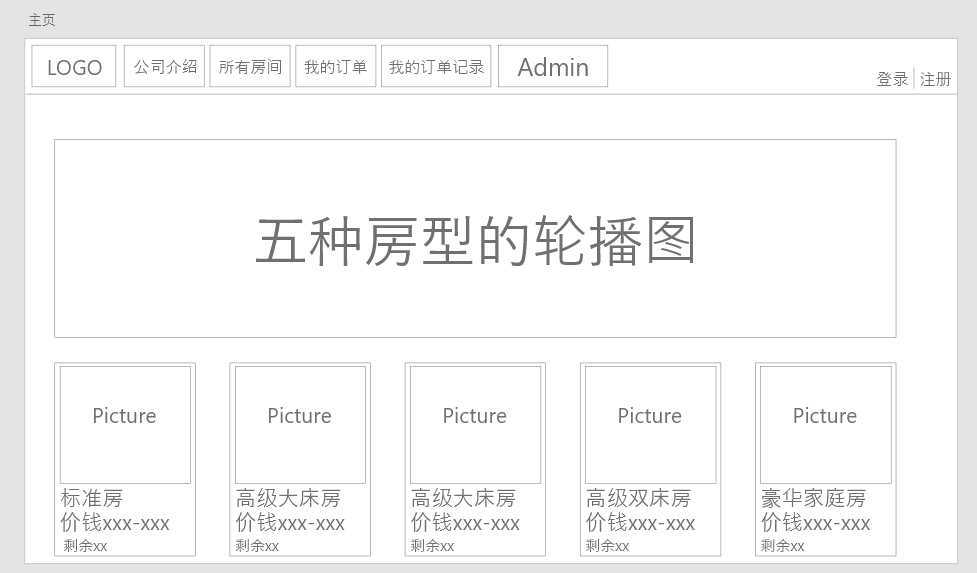 主页
LOGO
公司介绍
所有房间
我的订单
我的订单记录
Admin
登录
注册
五种房型的轮播图
Picture
标准房
价钱xxx-xxx
剩余xx
Picture
高级大床房
价钱xxx-xxx
剩余xx
Picture
高级大床房
价钱xxx-xxx
剩余xx
Picture
高级双床房
价钱xxx-xxx
剩余xx
Picture
豪华家庭房
价钱xxx-xxx
剩余xx